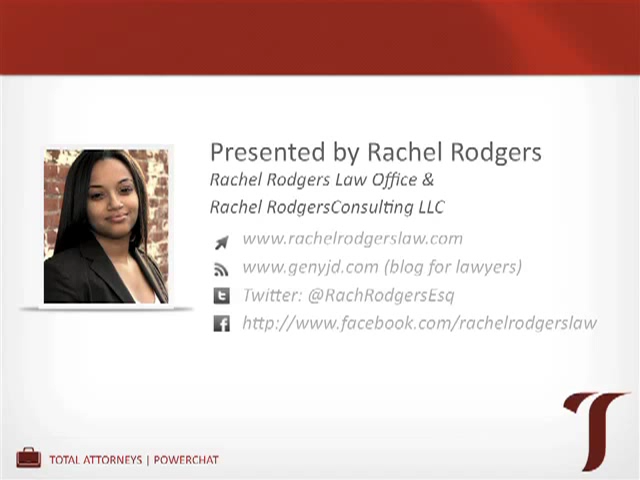 Presented by Rachel Rodgers
Rachel Rodgers Law Office &
Rachel RodgersConsulting LLC
www.rachelrodgerslaw.com
www.genyjd.com (blog for lawyers)
Twitter: @RachRodgersEsq
http://www.facebook.com/rachelrodgerslaw
TOTAL ATTORNEYS | POWERCHAT